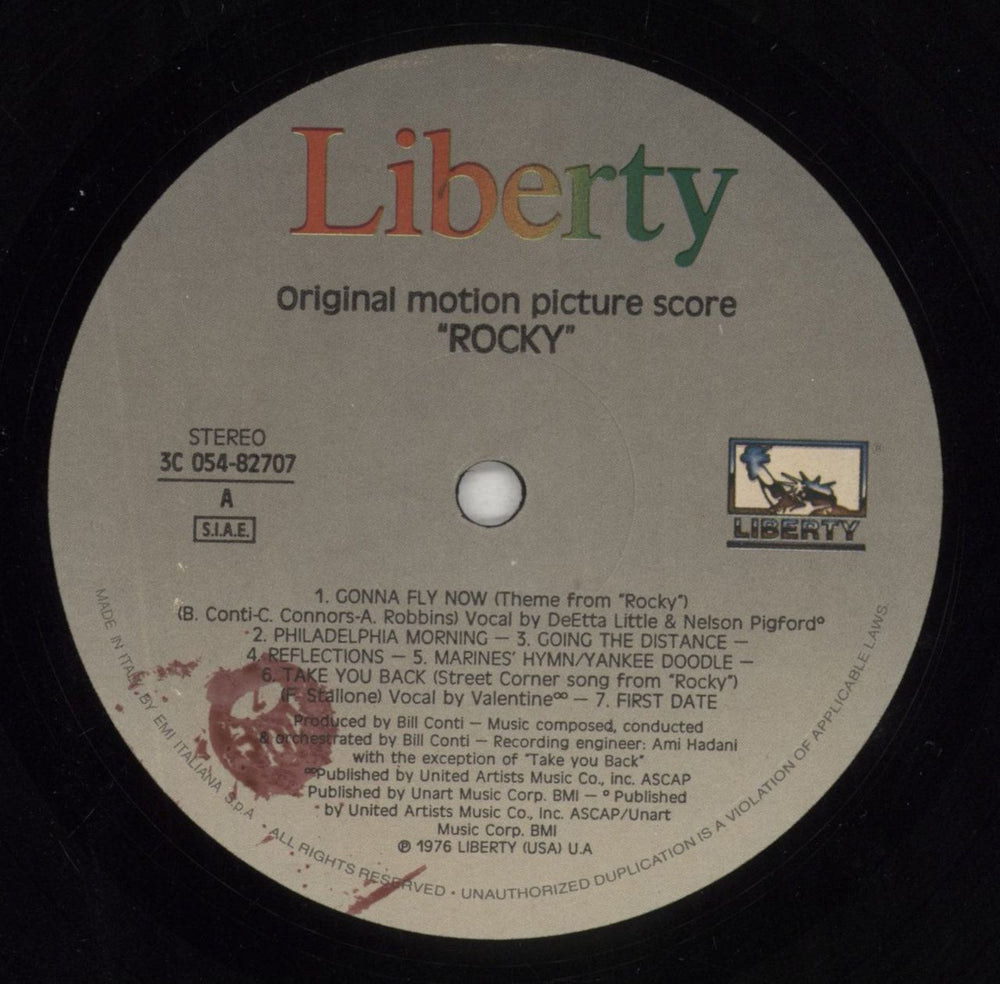 Liberty
Original motion picture score
"ROCKY"
STEREO
3C 054-82707
A
S.I.A.E.
®
LIBERTY
1. GONNA FLY NOW (Theme from "Rocky")
(B. Conti-C. Connors-A. Robbins) Vocal by DeEtta Little & Nelson Pigford°
2. PHILADELPHIA MORNING — 3. GOING THE DISTANCE —
4. REFLECTIONS — 5. MARINES' HYMN/YANKEE DOODLE —
6. TAKE YOU BACK (Street Corner song from "Rocky")
(F. Stallone) Vocal by Valentine°° — 7. FIRST DATE
Produced by Bill Conti — Music composed, conducted
& orchestrated by Bill Conti — Recording engineer: Ami Hadani
with the exception of "Take you Back"
°°Published by United Artists Music Co., inc. ASCAP
Published by Unart Music Corp. BMI — ° Published
by United Artists Music Co., Inc. ASCAP/Unart
Music Corp. BMI
℗ 1976 LIBERTY (USA) U.A
MADE IN ITALY BY EMI ITALIANA S.p.A • ALL RIGHTS RESERVED • UNAUTHORIZED DUPLICATION IS A VIOLATION OF APPLICABLE LAWS.